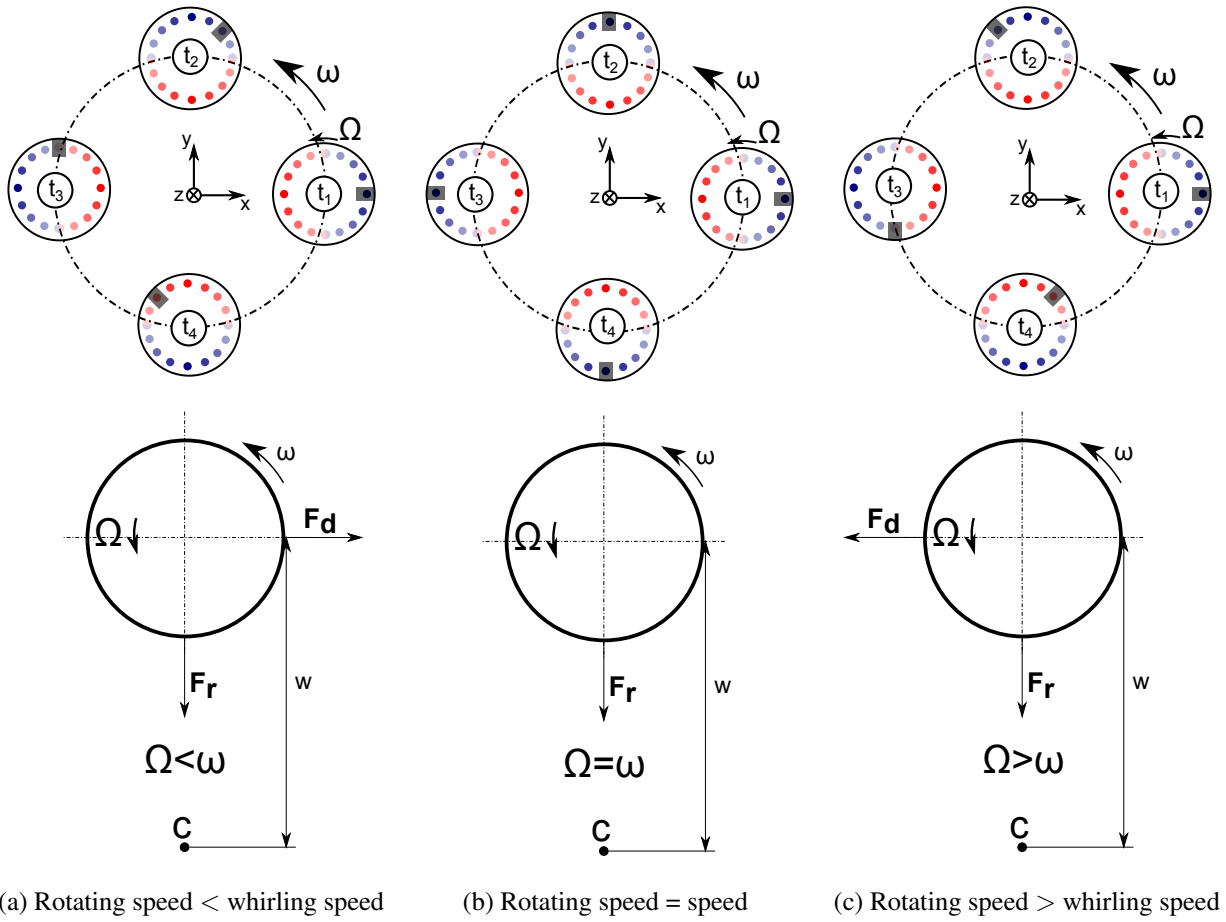 t2
ω
Ω
y
t3
z
x
t1
t4
t2
ω
Ω
y
t3
z
x
t1
t4
t2
ω
Ω
y
t3
z
x
t1
t4
ω
Ω
Fd
Fr
w
Ω<ω
C
ω
Ω
Fr
w
Ω=ω
C
ω
Fd
Ω
Fr
w
Ω>ω
C
(a) Rotating speed < whirling speed
(b) Rotating speed = speed
(c) Rotating speed > whirling speed